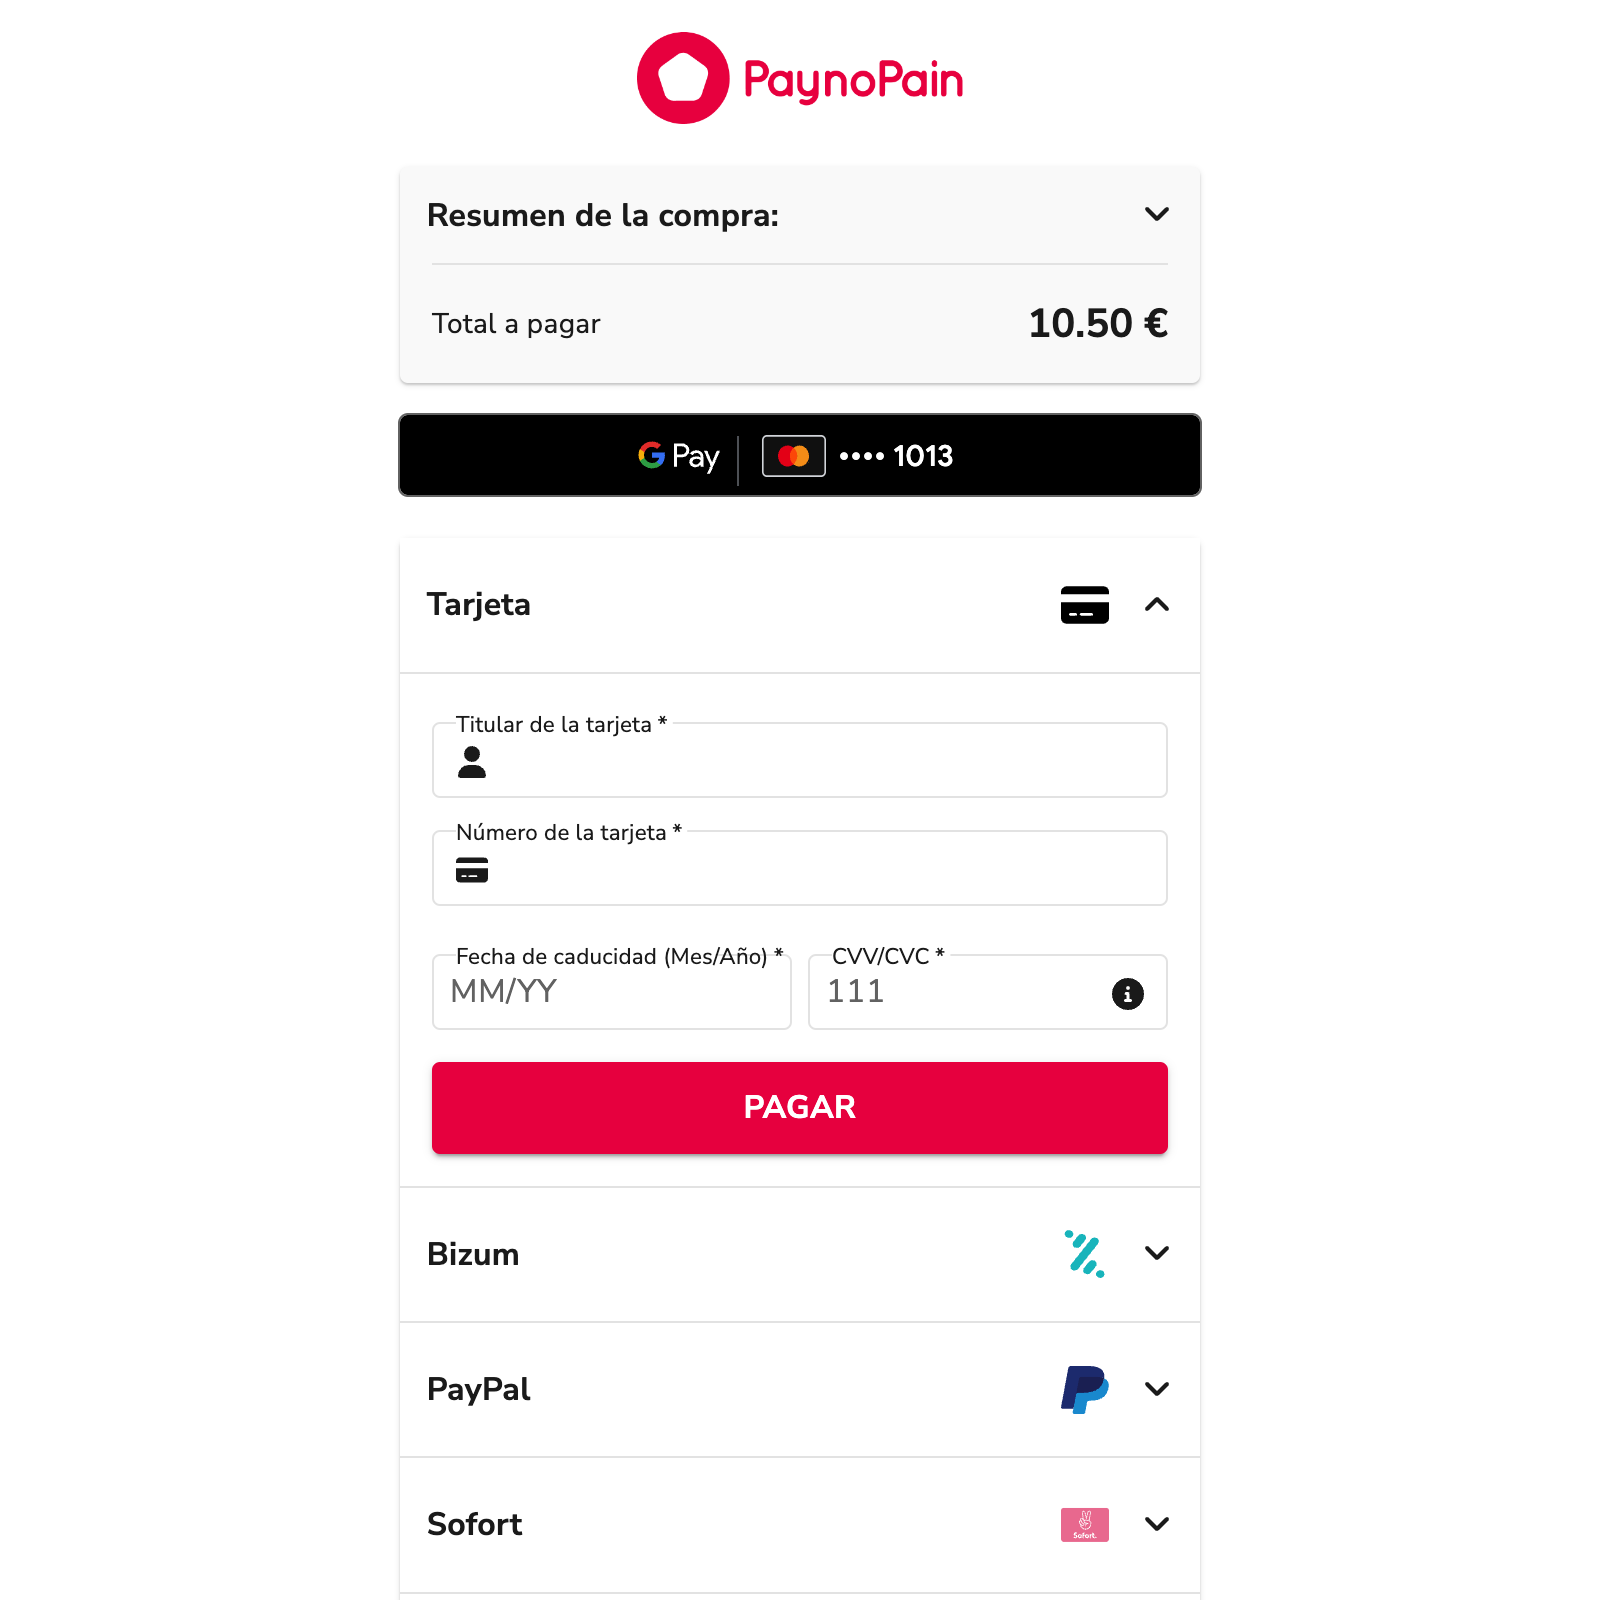 PaynoPain
Resumen de la compra:
Total a pagar
10.50 €
G Pay
•••• 1013
Tarjeta
Titular de la tarjeta *
Número de la tarjeta *
Fecha de caducidad (Mes/Año) *
CVV/CVC *
MM/YY
111
PAGAR
Bizum
PayPal
Sofort
Sofort.